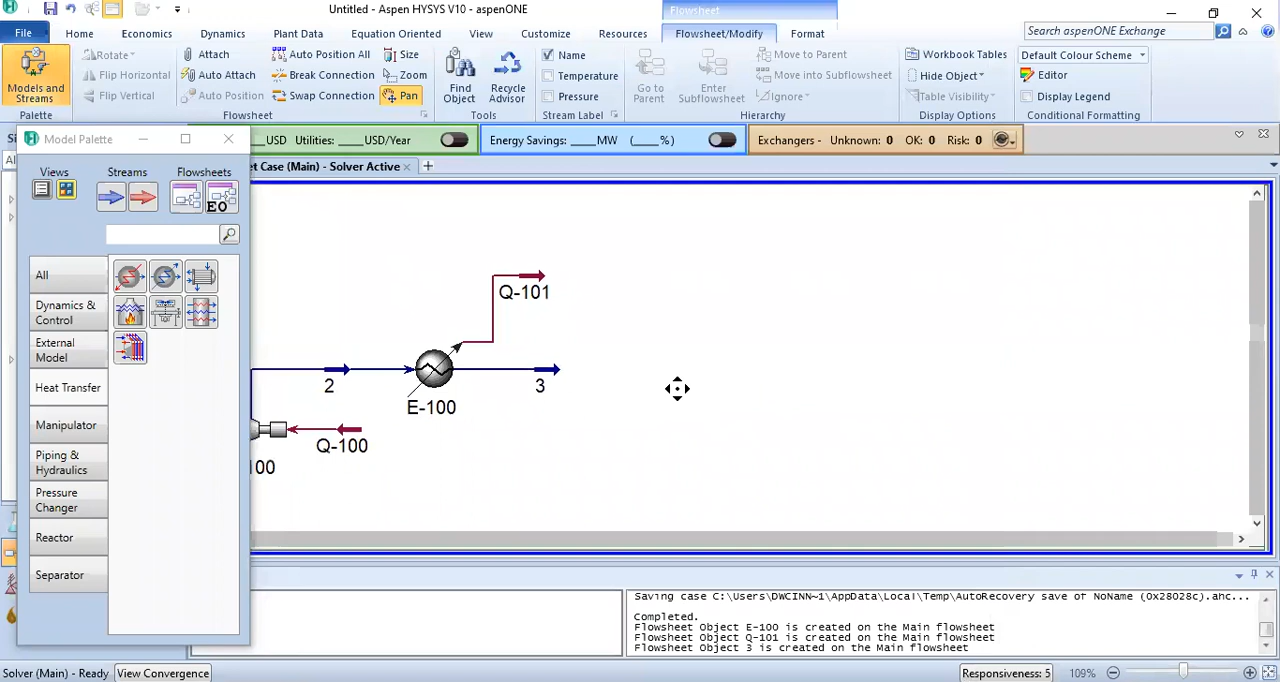 Untitled - Aspen HYSYS V10 - aspenONE
Flowsheet
File Home Economics Dynamics Plant Data Equation Oriented View Customize Resources Flowsheet/Modify Format
Search aspenONE Exchange
Models and Streams
Palette
Rotate
Flip Horizontal
Flip Vertical
Attach
Auto Attach
Auto Position
Auto Position All
Break Connection
Swap Connection
Size
Zoom
Pan
Flowsheet
Find Object
Recycle Advisor
Tools
Name
Temperature
Pressure
Stream Label
Go to Parent
Enter Subflowsheet
Move to Parent
Move into Subflowsheet
Ignore
Hierarchy
Workbook Tables
Hide Object
Table Visibility
Display Options
Default Colour Scheme
Editor
Display Legend
Conditional Formatting
USD Utilities: ____USD/Year
Energy Savings: ____MW (____%)
Exchangers - Unknown: 0 OK: 0 Risk: 0
et Case (Main) - Solver Active
Model Palette
Views Streams Flowsheets
EO
All
Dynamics & Control
External Model
Heat Transfer
Manipulator
Piping & Hydraulics
Pressure Changer
Reactor
Separator
Q-101
2
E-100
3
Q-100
100
Saving case C:\Users\DWCINN~1\AppData\Local\Temp\AutoRecovery save of NoName (0x28028c).ahc...
Completed.
Flowsheet Object E-100 is created on the Main flowsheet
Flowsheet Object Q-101 is created on the Main flowsheet
Flowsheet Object 3 is created on the Main flowsheet
Solver (Main) - Ready
View Convergence
Responsiveness: 5
109%